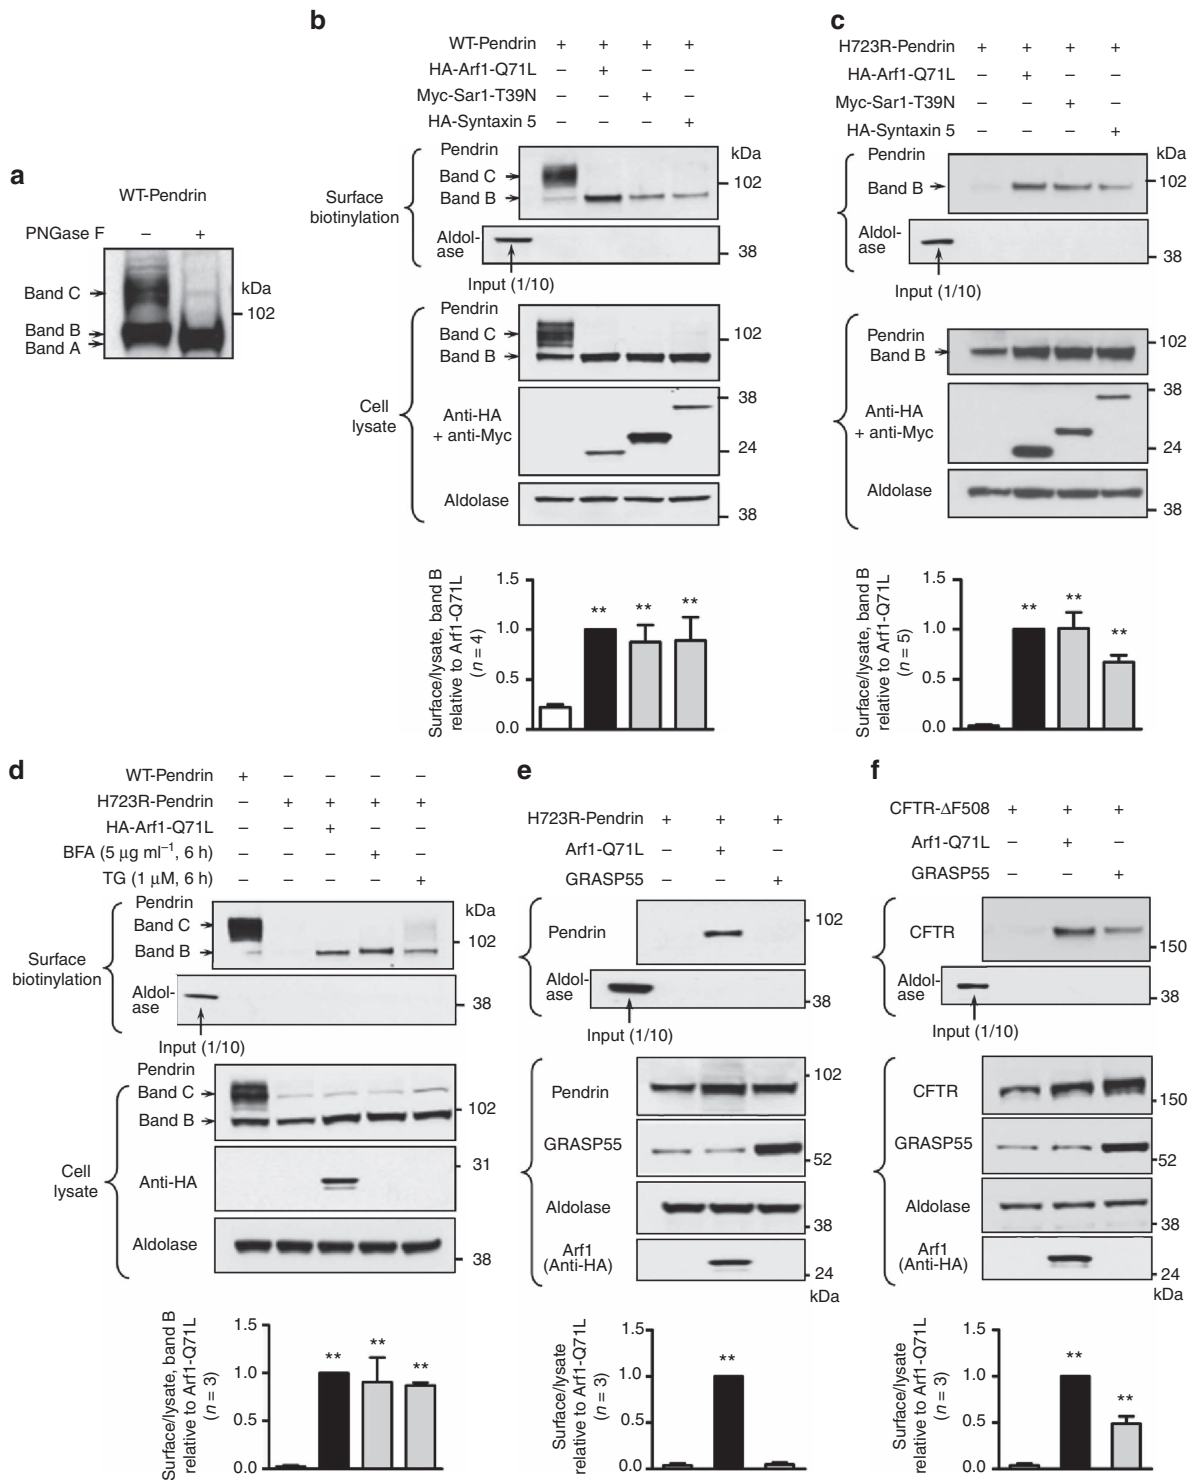 a
WT-Pendrin
PNGase F – +
Band C
kDa
102
Band B
Band A
b
WT-Pendrin + + + +
HA-Arf1-Q71L – + – –
Myc-Sar1-T39N – – + –
HA-Syntaxin 5 – – – +
Surface
biotinylation
Pendrin
kDa
Band C
102
Band B
Aldol-
ase
38
Input (1/10)
Cell
lysate
Pendrin
Band C
102
Band B
38
Anti-HA
+ anti-Myc
24
Aldolase
38
Surface/lysate, band B
relative to Arf1-Q71L
(n = 4)
1.5
1.0
0.5
0.0
** ** **
c
H723R-Pendrin + + + +
HA-Arf1-Q71L – + – –
Myc-Sar1-T39N – – + –
HA-Syntaxin 5 – – – +
Pendrin
kDa
Band B
102
Aldol-
ase
38
Input (1/10)
Pendrin
Band B
102
38
Anti-HA
+ anti-Myc
24
Aldolase
38
Surface/lysate, band B
relative to Arf1-Q71L
(n = 5)
1.5
1.0
0.5
0.0
** ** **
d
WT-Pendrin + – – – –
H723R-Pendrin – + + + +
HA-Arf1-Q71L – – + – –
BFA (5 μg ml⁻¹, 6 h) – – – + –
TG (1 μM, 6 h) – – – – +
Surface
biotinylation
Pendrin
kDa
Band C
102
Band B
Aldol-
ase
38
Input (1/10)
Cell
lysate
Pendrin
Band C
102
Band B
31
Anti-HA
Aldolase
38
Surface/lysate, band B
relative to Arf1-Q71L
(n = 3)
1.5
1.0
0.5
0.0
** ** **
e
H723R-Pendrin + + +
Arf1-Q71L – + –
GRASP55 – – +
102
Pendrin
Aldol-
ase
38
Input (1/10)
102
Pendrin
GRASP55
52
Aldolase
38
Arf1
(Anti-HA)
24
kDa
Surface/lysate
relative to Arf1-Q71L
(n = 3)
1.5
1.0
0.5
0.0
**
f
CFTR-ΔF508 + + +
Arf1-Q71L – + –
GRASP55 – – +
CFTR
150
Aldol-
ase
38
Input (1/10)
CFTR
150
GRASP55
52
Aldolase
38
Arf1
(Anti-HA)
24
kDa
Surface/lysate
relative to Arf1-Q71L
(n = 3)
1.5
1.0
0.5
0.0
** **